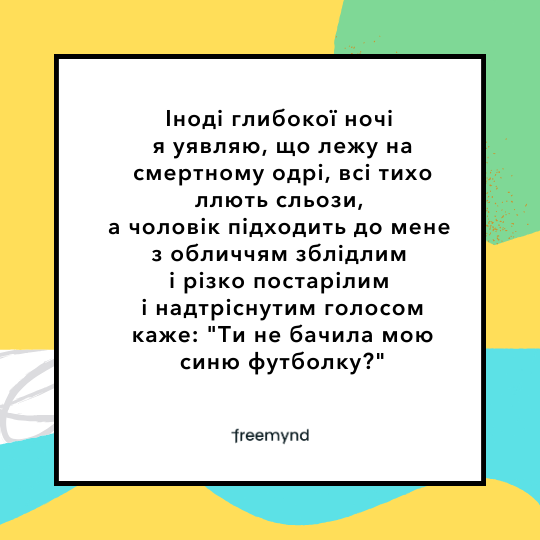 Іноді глибокої ночі
я уявляю, що лежу на
смертному одрі, всі тихо
ллють сльози,
а чоловік підходить до мене
з обличчям зблідлим
і різко постарілим
і надтріснутим голосом
каже: "Ти не бачила мою
синю футболку?"
freemynd